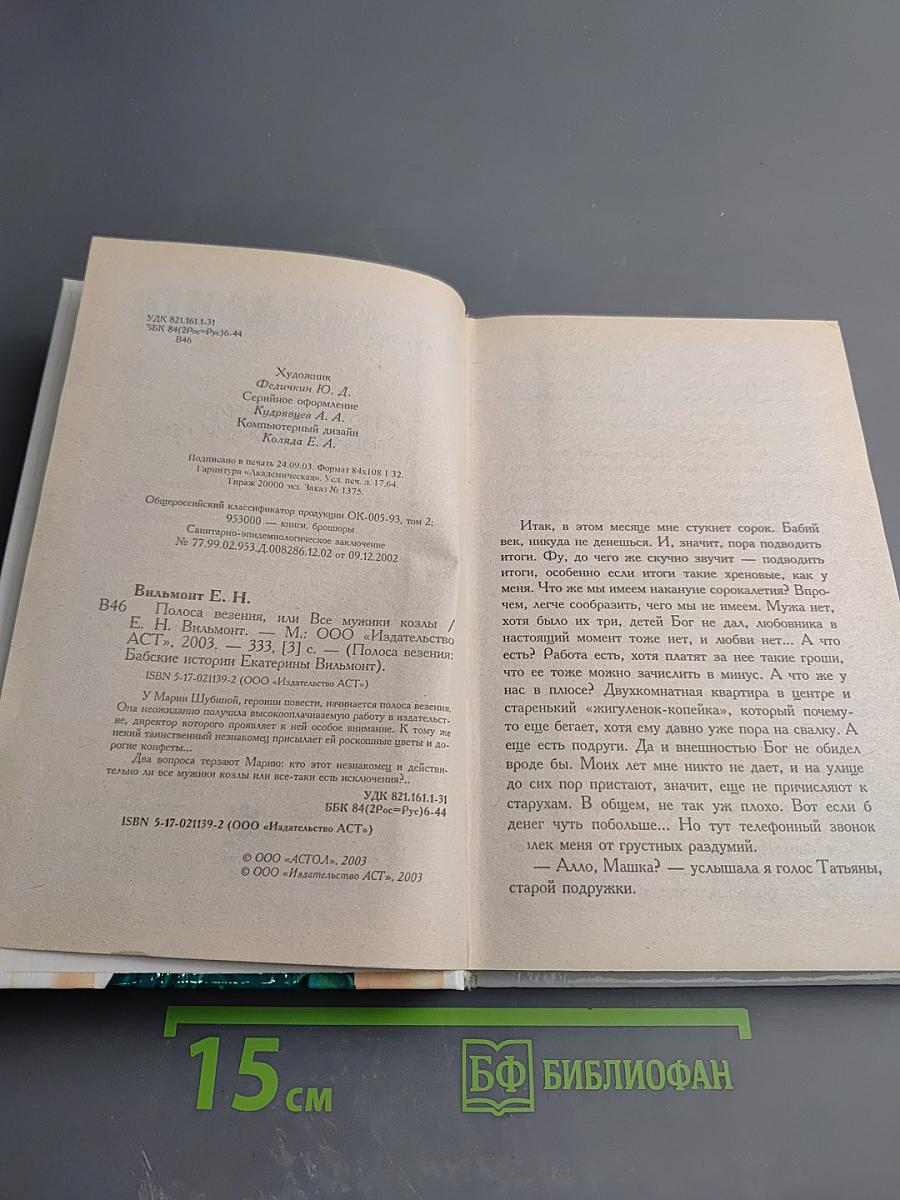 УДК 821.161.1-31
ББК 84(2Рос=Рус)6-44
В46
Художник
Феличкин Ю. Д.
Серийное оформление
Кудрявцев А. А.
Компьютерный дизайн
Коляда Е. А.
Подписано в печать 24.09.03. Формат 84х108 1/32.
Гарнитура «Академическая». Усл. печ. л. 17.64.
Тираж 20000 экз. Заказ № 1375.
Общероссийский классификатор продукции ОК-005-93, том 2;
953000 — книги, брошюры
Санитарно-эпидемиологическое заключение
№ 77.99.02.953.Д.008286.12.02 от 09.12.2002
Вильмонт Е. Н.
В46 Полоса везения, или Все мужики козлы /
Е. Н. Вильмонт. — М.: ООО «Издательство
АСТ», 2003. — 333, [3] с. — (Полоса везения:
Бабские истории Екатерины Вильмонт).
ISBN 5-17-021139-2 (ООО «Издательство АСТ»)
У Марии Шубиной, героини повести, начинается полоса везения.
Она неожиданно получила высокооплачиваемую работу в издательст-
ве, директор которого проявляет к ней особое внимание. К тому же
некий таинственный незнакомец присылает ей роскошные цветы и до-
рогие конфеты...
Два вопроса терзают Марию: кто этот незнакомец и действи-
тельно ли все мужики козлы или все-таки есть исключения?..
УДК 821.161.1-31
ББК 84(2Рос=Рус)6-44
ISBN 5-17-021139-2 (ООО «Издательство АСТ»)
© ООО «АСТОЛ», 2003
© ООО «Издательство АСТ», 2003
Итак, в этом месяце мне стукнет сорок. Бабий
век, никуда не денешься. И, значит, пора подводить
итоги. Фу, до чего же скучно звучит — подводить
итоги, особенно если итоги такие хреновые, как у
меня. Что же мы имеем накануне сорокалетия? Впро-
чем, легче сообразить, чего мы не имеем. Мужа нет,
хотя было их три, детей Бог не дал, любовника в
настоящий момент тоже нет, и любви нет... А что
есть? Работа есть, хотя платят за нее такие гроши,
что ее тоже можно зачислить в минус. А что же у
нас в плюсе? Двухкомнатная квартира в центре и
старенький «жигуленок-копейка», который почему-
то еще бегает, хотя ему давно уже пора на свалку. А
еще есть подруги. Да и внешностью Бог не обидел
вроде бы. Моих лет мне никто не дает, и на улице
до сих пор пристают, значит, еще не причисляют к
старухам. В общем, не так уж плохо. Вот если б
денег чуть побольше... Но тут телефонный звонок
влек меня от грустных раздумий.
— Алло, Машка? — услышала я голос Татьяны,
старой подружки.
15 см
БФ БИБЛИОФАН